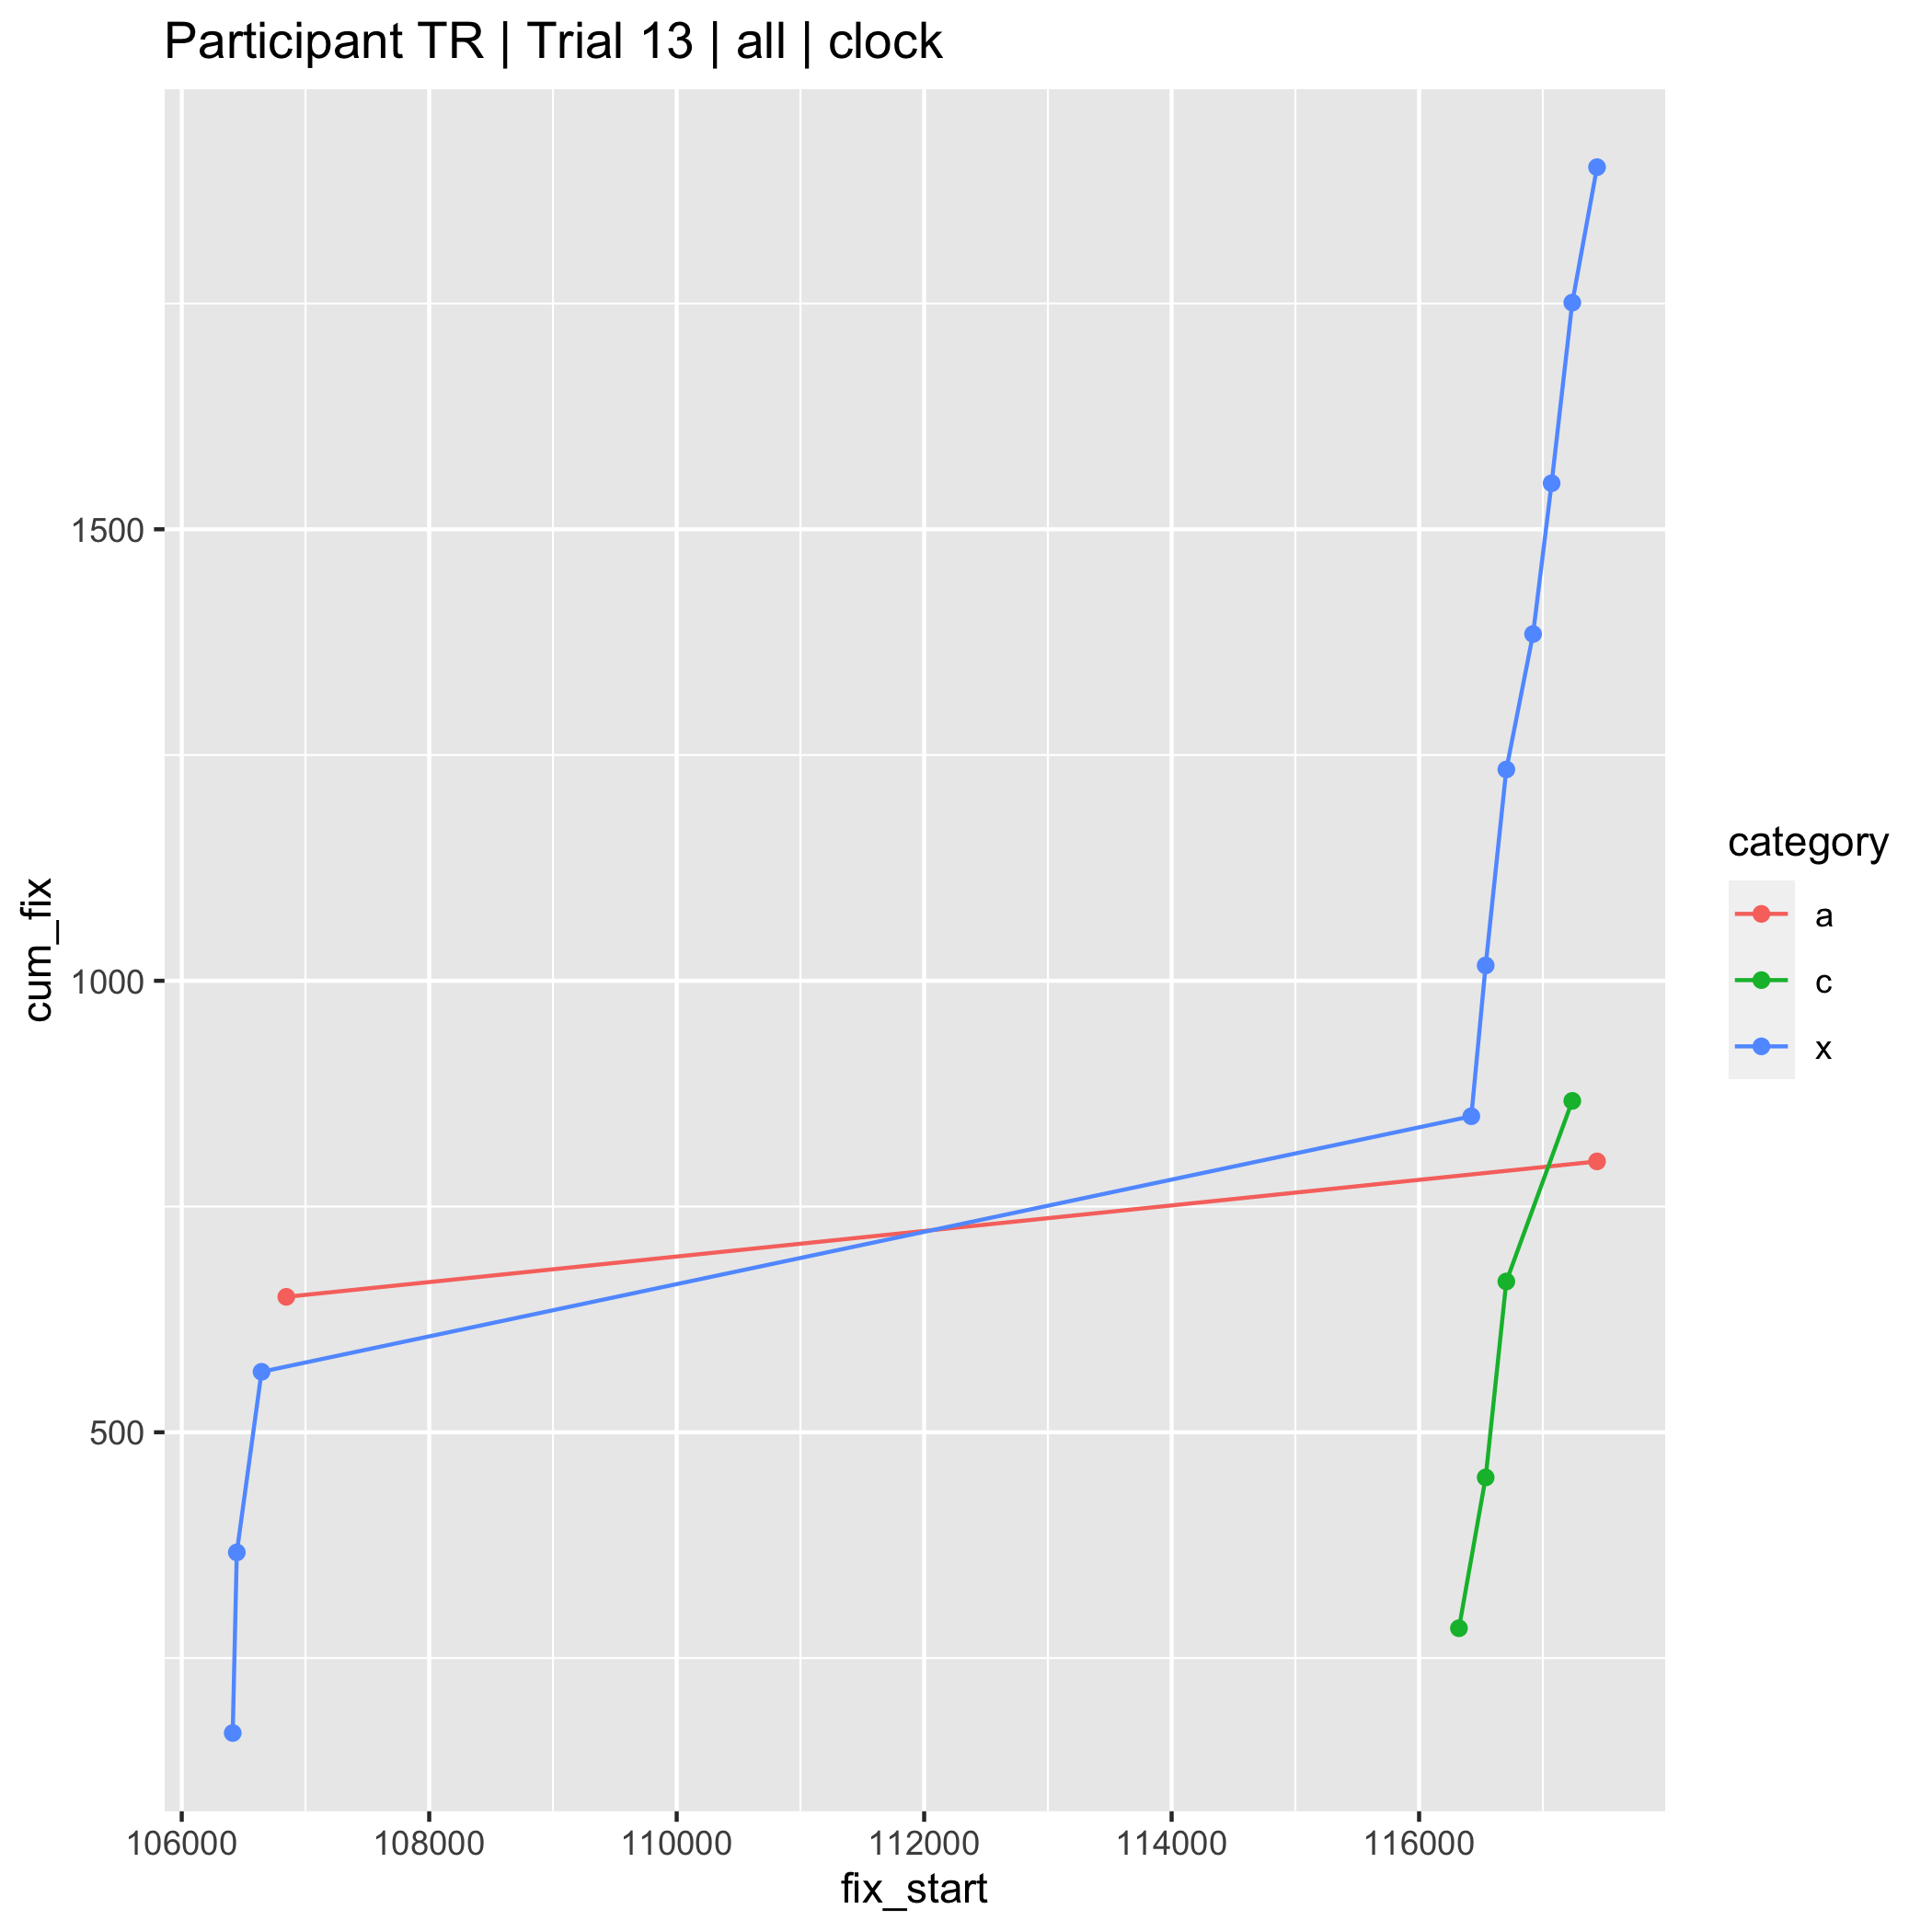 Participant TR | Trial 13 | all | clock
1500
1000
500
cum_fix
106000 108000 110000 112000 114000 116000
fix_start
category
a
c
x